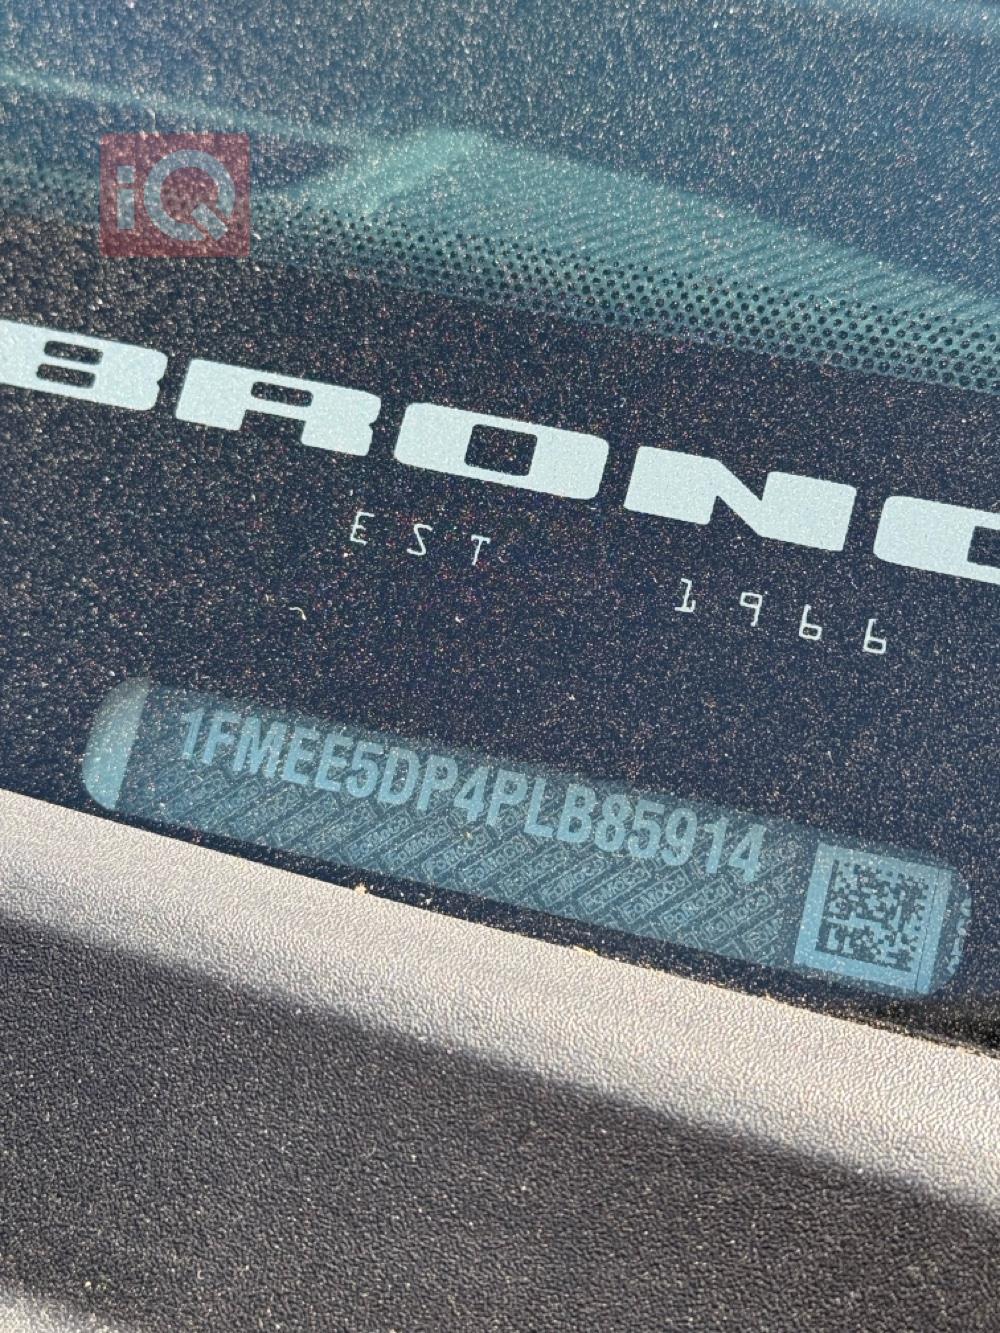 iQ
BRONC
EST 1966
1FMEE5DP4PLB85914